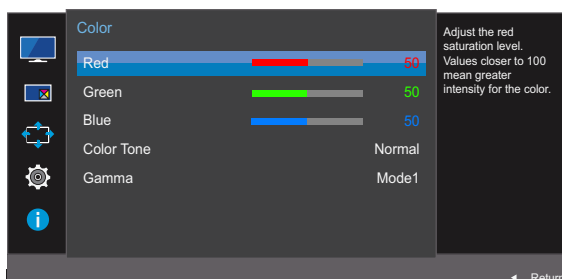 Color
Red 50
Green 50
Blue 50
Color Tone Normal
Gamma Mode1
Adjust the red
saturation level.
Values closer to 100
mean greater
intensity for the color.
Return